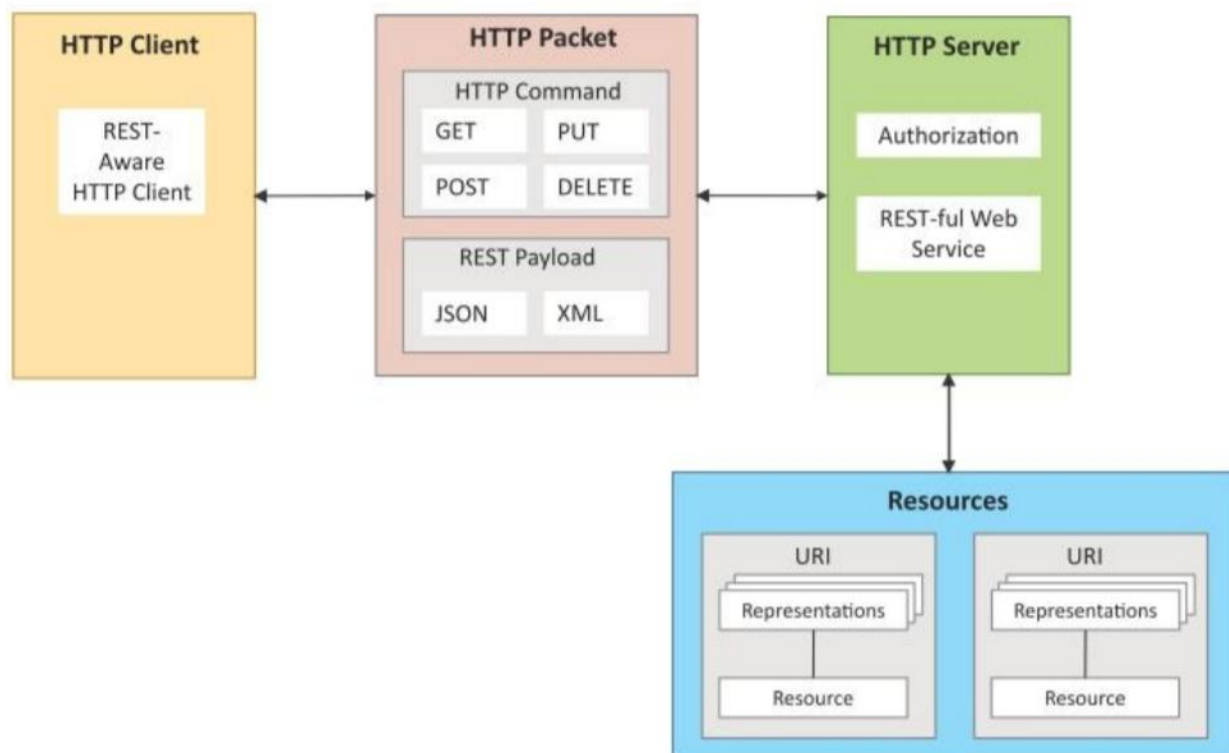 HTTP Client
REST-
Aware
HTTP Client
HTTP Packet
HTTP Command
GET
PUT
POST
DELETE
REST Payload
JSON
XML
HTTP Server
Authorization
REST-ful Web
Service
Resources
URI
Representations
Resource
URI
Representations
Resource